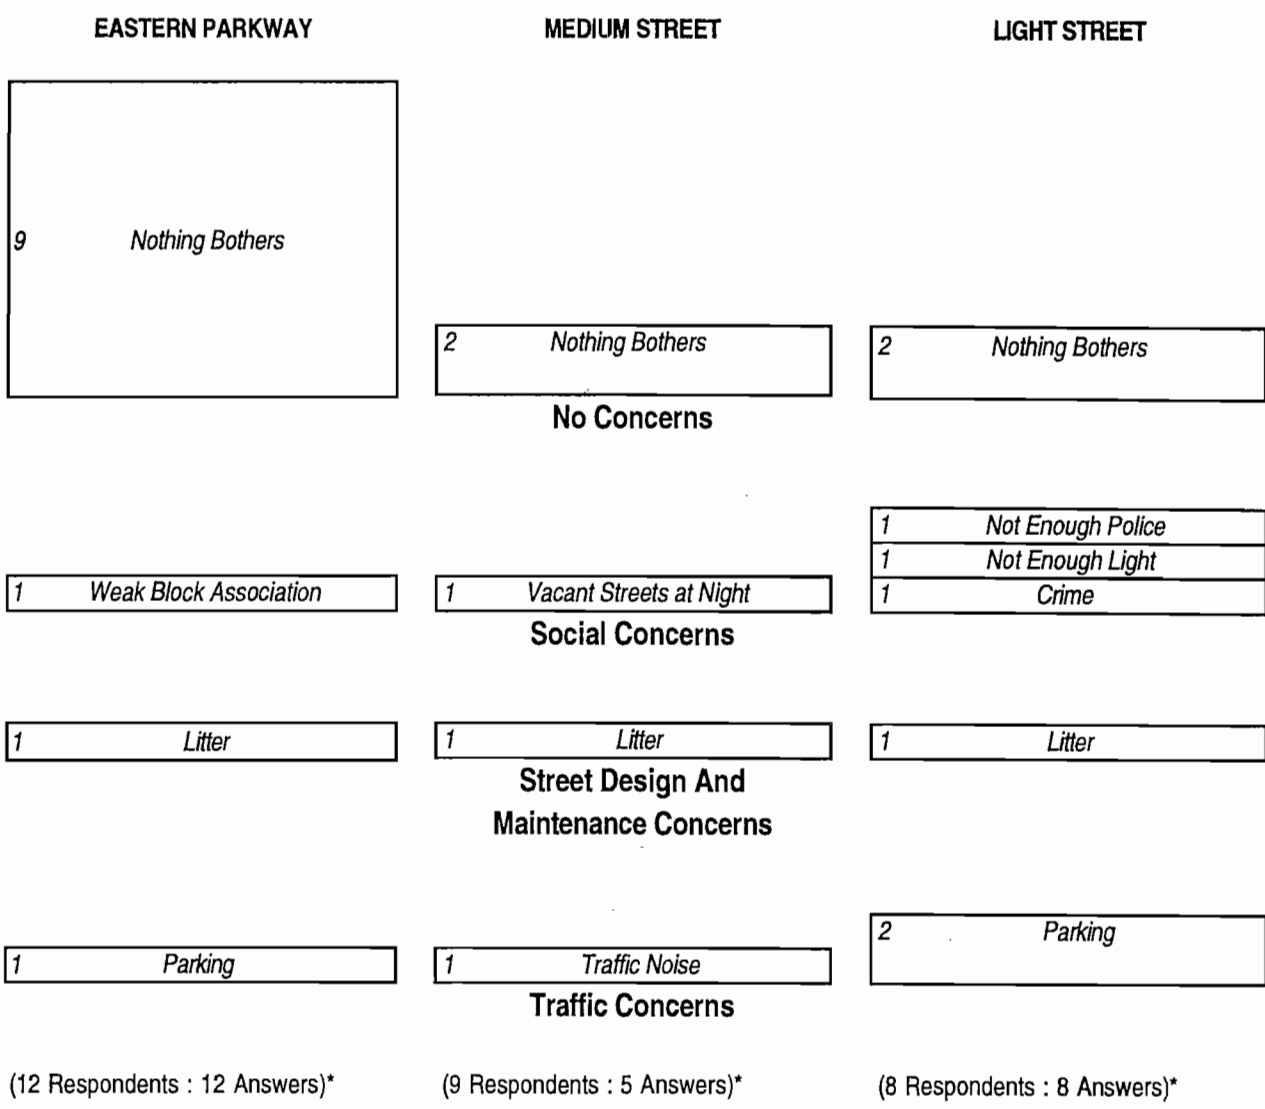 EASTERN PARKWAY
MEDIUM STREET
LIGHT STREET
9 Nothing Bothers
2 Nothing Bothers
2 Nothing Bothers
No Concerns
1 Not Enough Police
1 Not Enough Light
1 Weak Block Association
1 Vacant Streets at Night
1 Crime
Social Concerns
1 Litter
1 Litter
1 Litter
Street Design And
Maintenance Concerns
2 Parking
1 Parking
1 Traffic Noise
Traffic Concerns
(12 Respondents : 12 Answers)*
(9 Respondents : 5 Answers)*
(8 Respondents : 8 Answers)*